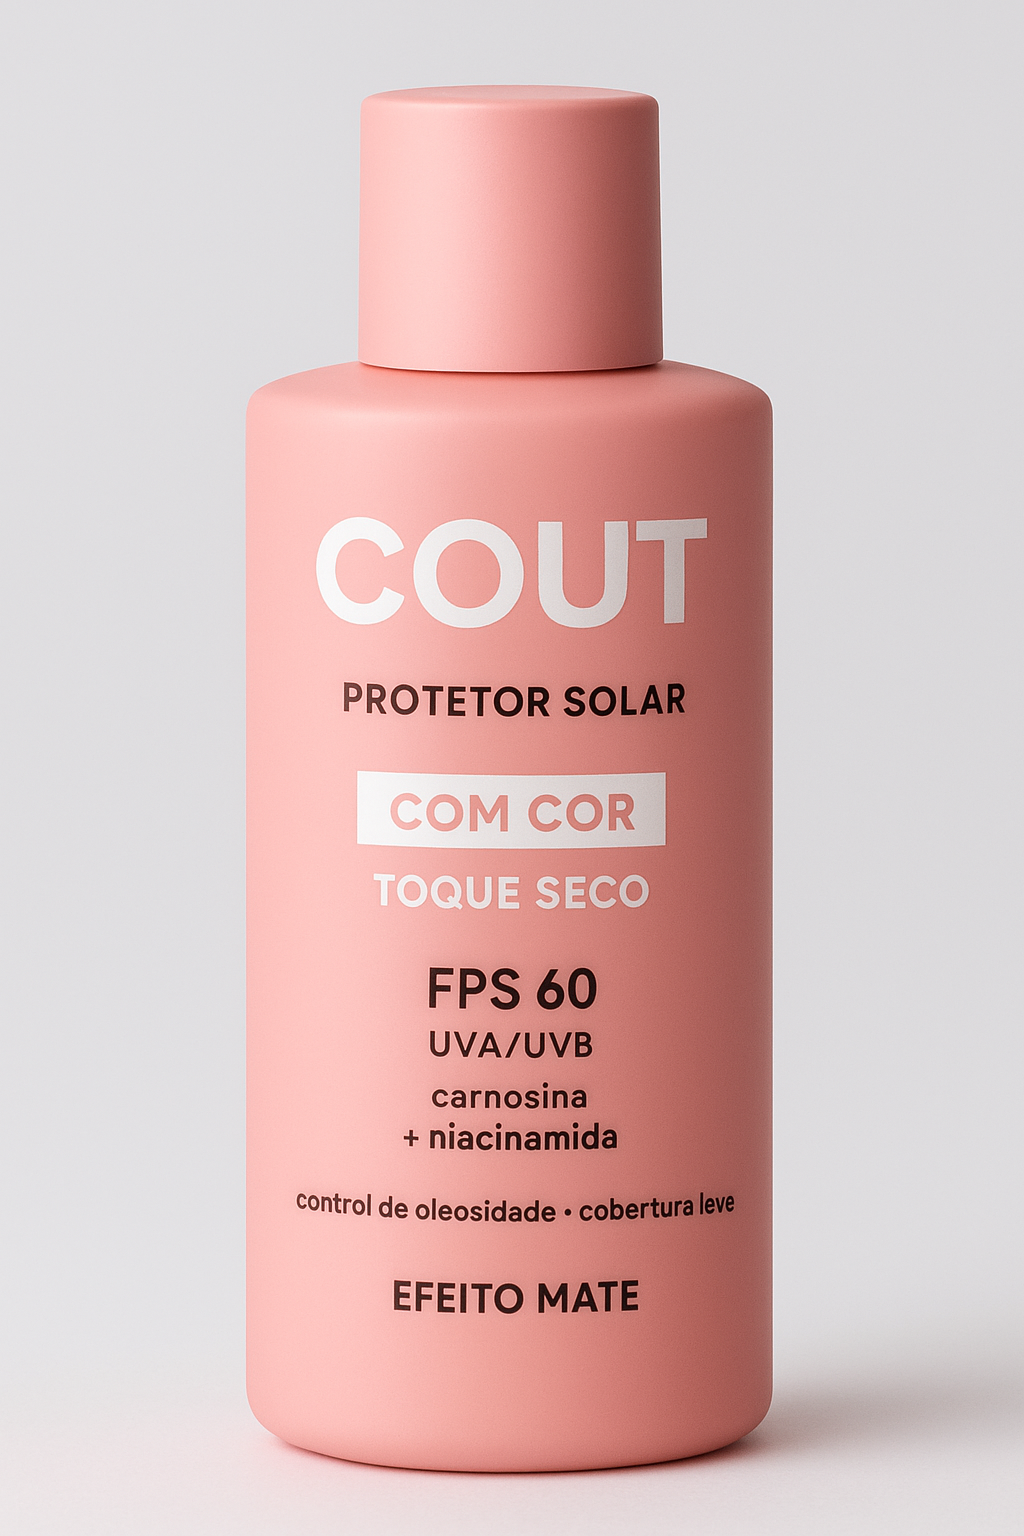 COUT
PROTETOR SOLAR
COM COR
TOQUE SECO
FPS 60
UVA/UVB
carnosina
+ niacinamida
control de oleosidade • cobertura leve
EFEITO MATE